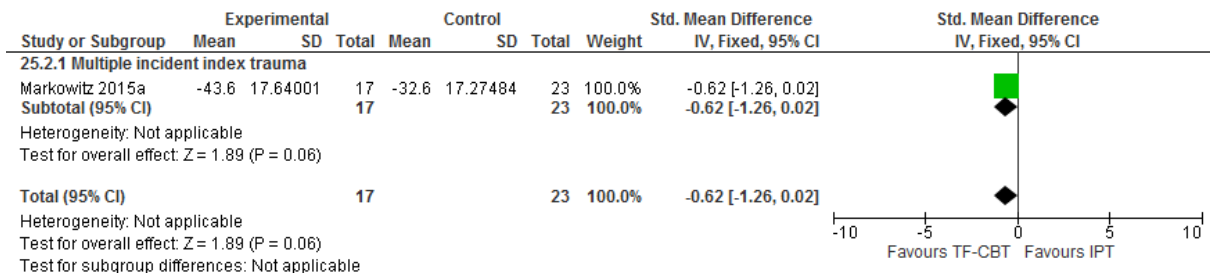 Experimental Control Std. Mean Difference Std. Mean Difference
Study or Subgroup Mean SD Total Mean SD Total Weight IV, Fixed, 95% CI IV, Fixed, 95% CI
25.2.1 Multiple incident index trauma
Markowitz 2015a -43.6 17.64001 17 -32.6 17.27484 23 100.0% -0.62 [-1.26, 0.02]
Subtotal (95% CI) 17 23 100.0% -0.62 [-1.26, 0.02]
Heterogeneity: Not applicable
Test for overall effect: Z = 1.89 (P = 0.06)
Total (95% CI) 17 23 100.0% -0.62 [-1.26, 0.02]
Heterogeneity: Not applicable
Test for overall effect: Z = 1.89 (P = 0.06)
Test for subgroup differences: Not applicable
-10 -5 0 5 10
Favours TF-CBT Favours IPT